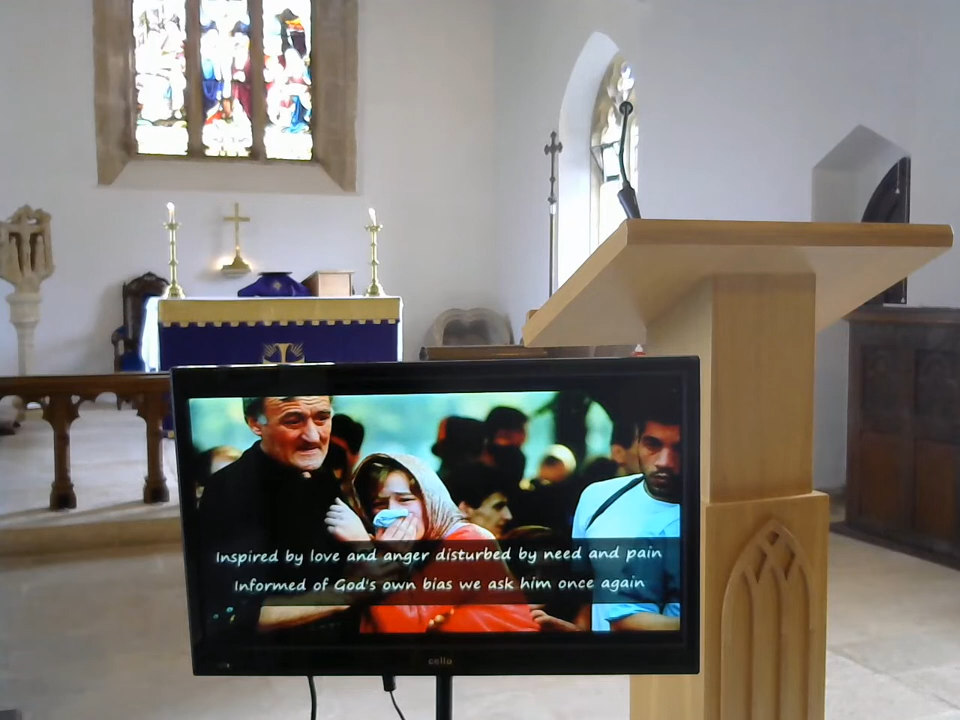 Inspired by love and anger disturbed by need and pain
Informed of God's own bias we ask him once again
cello